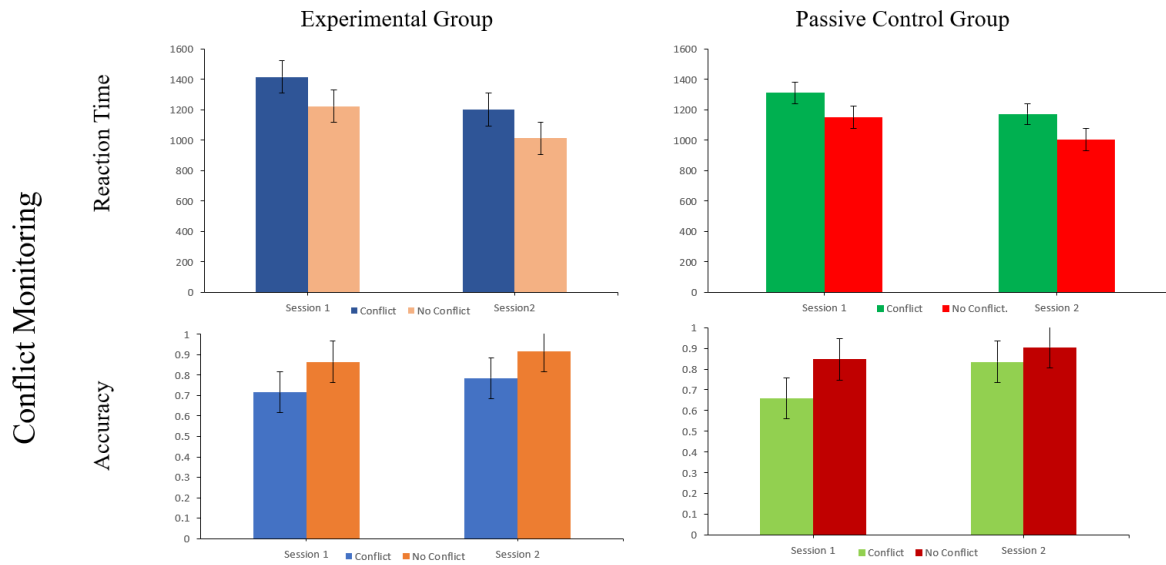 Experimental Group
Passive Control Group
Conflict Monitoring
Reaction Time
1600
1400
1200
1000
800
600
400
200
0
Session 1
Session2
Conflict
No Conflict
1600
1400
1200
1000
800
600
400
200
0
Session 1
Session 2
Conflict
No Conflict.
Accuracy
1
0.9
0.8
0.7
0.6
0.5
0.4
0.3
0.2
0.1
0
Session 1
Session 2
Conflict
No Conflict
1
0.9
0.8
0.7
0.6
0.5
0.4
0.3
0.2
0.1
0
Session 1
Session 2
Conflict
No Conflict